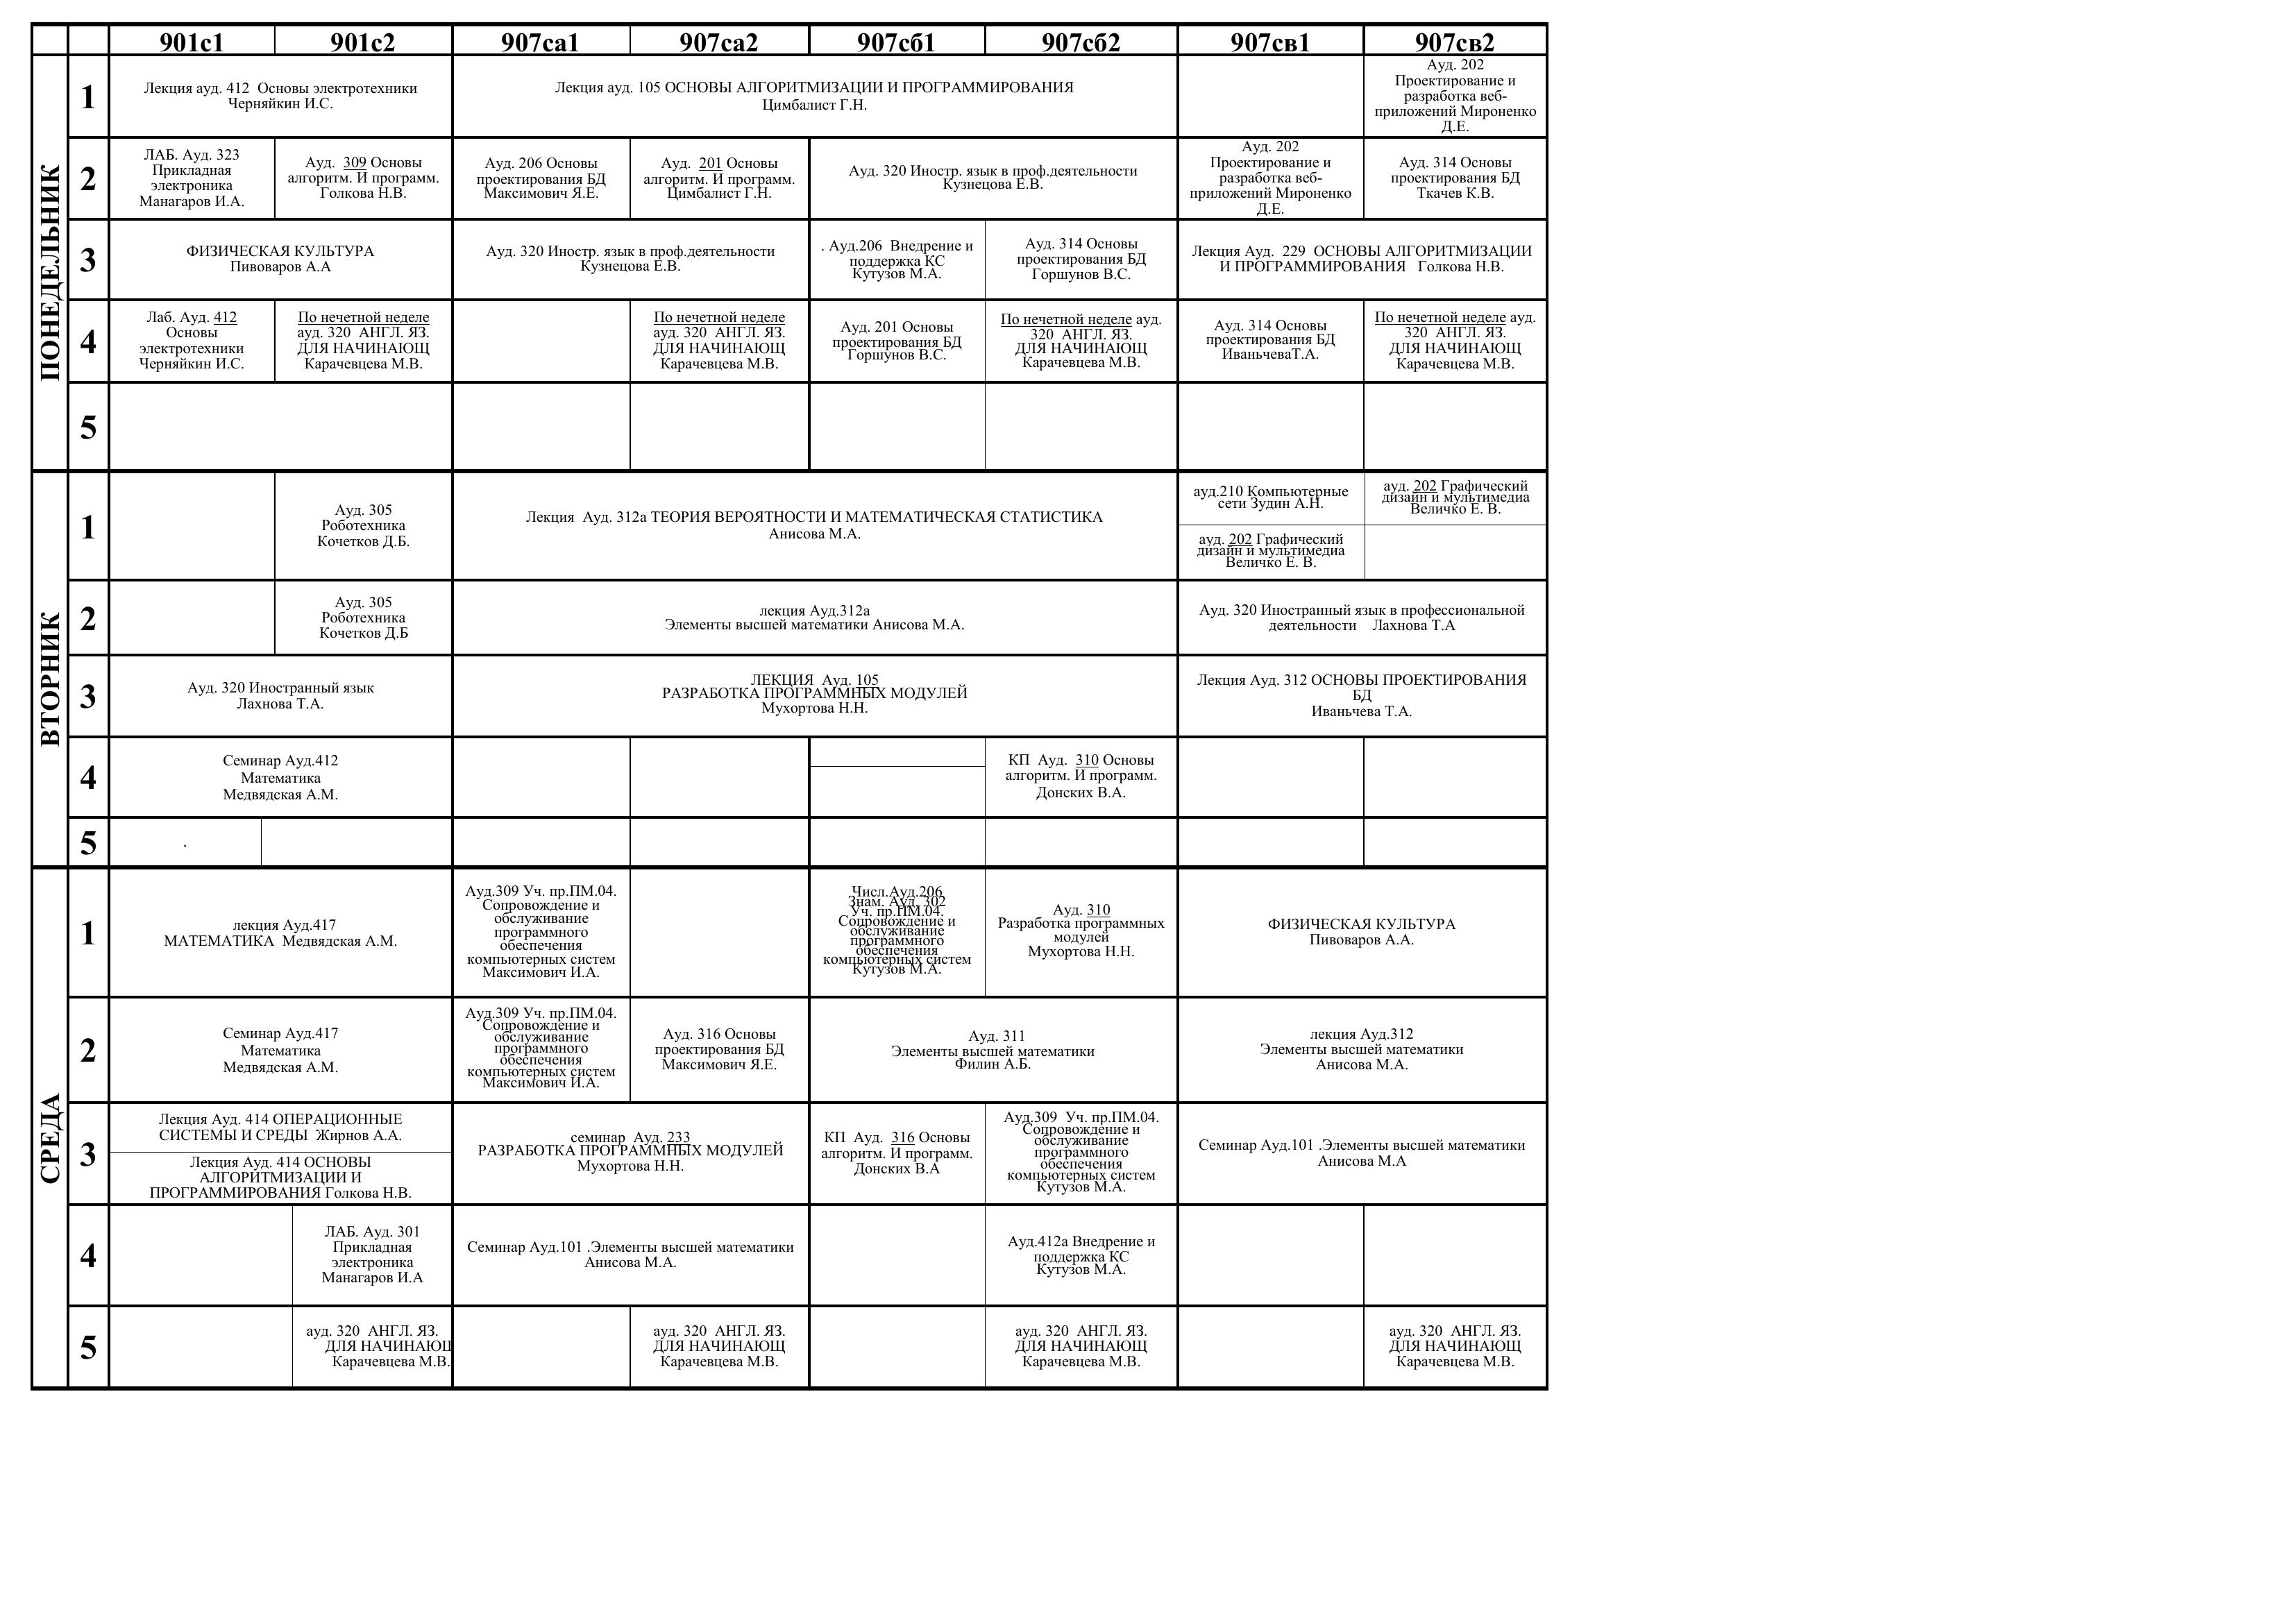 901с1 901с2 907са1 907са2 907сб1 907сб2 907св1 907св2
ПОНЕДЕЛЬНИК
1
Лекция ауд. 412 Основы электротехники
Черняйкин И.С.
Лекция ауд. 105 ОСНОВЫ АЛГОРИТМИЗАЦИИ И ПРОГРАММИРОВАНИЯ
Цимбалист Г.Н.
Ауд. 202
Проектирование и
разработка веб-
приложений Мироненко
Д.Е.
2
ЛАБ. Ауд. 323
Прикладная
электроника
Манагаров И.А.
Ауд. 309 Основы
алгоритм. И программ.
Голкова Н.В.
Ауд. 206 Основы
проектирования БД
Максимович Я.Е.
Ауд. 201 Основы
алгоритм. И программ.
Цимбалист Г.Н.
Ауд. 320 Иностр. язык в проф.деятельности
Кузнецова Е.В.
Ауд. 202
Проектирование и
разработка веб-
приложений Мироненко
Д.Е.
Ауд. 314 Основы
проектирования БД
Ткачев К.В.
3
ФИЗИЧЕСКАЯ КУЛЬТУРА
Пивоваров А.А
Ауд. 320 Иностр. язык в проф.деятельности
Кузнецова Е.В.
. Ауд.206 Внедрение и
поддержка КС
Кутузов М.А.
Ауд. 314 Основы
проектирования БД
Горшунов В.С.
Лекция Ауд. 229 ОСНОВЫ АЛГОРИТМИЗАЦИИ
И ПРОГРАММИРОВАНИЯ Голкова Н.В.
4
Лаб. Ауд. 412
Основы
электротехники
Черняйкин И.С.
По нечетной неделе
ауд. 320 АНГЛ. ЯЗ.
ДЛЯ НАЧИНАЮЩ
Карачевцева М.В.
По нечетной неделе
ауд. 320 АНГЛ. ЯЗ.
ДЛЯ НАЧИНАЮЩ
Карачевцева М.В.
Ауд. 201 Основы
проектирования БД
Горшунов В.С.
По нечетной неделе ауд.
320 АНГЛ. ЯЗ.
ДЛЯ НАЧИНАЮЩ
Карачевцева М.В.
Ауд. 314 Основы
проектирования БД
ИваньчеваТ.А.
По нечетной неделе ауд.
320 АНГЛ. ЯЗ.
ДЛЯ НАЧИНАЮЩ
Карачевцева М.В.
5
ВТОРНИК
1
Ауд. 305
Роботехника
Кочетков Д.Б.
Лекция Ауд. 312а ТЕОРИЯ ВЕРОЯТНОСТИ И МАТЕМАТИЧЕСКАЯ СТАТИСТИКА
Анисова М.А.
ауд.210 Компьютерные
сети Зудин А.Н.
ауд. 202 Графический
дизайн и мультимедиа
Величко Е. В.
ауд. 202 Графический
дизайн и мультимедиа
Величко Е. В.
2
Ауд. 305
Роботехника
Кочетков Д.Б
лекция Ауд.312а
Элементы высшей математики Анисова М.А.
Ауд. 320 Иностранный язык в профессиональной
деятельности Лахнова Т.А
3
Ауд. 320 Иностранный язык
Лахнова Т.А.
ЛЕКЦИЯ Ауд. 105
РАЗРАБОТКА ПРОГРАММНЫХ МОДУЛЕЙ
Мухортова Н.Н.
Лекция Ауд. 312 ОСНОВЫ ПРОЕКТИРОВАНИЯ
БД
Иваньчева Т.А.
4
Семинар Ауд.412
Математика
Медвядская А.М.
КП Ауд. 310 Основы
алгоритм. И программ.
Донских В.А.
5
.
СРЕДА
1
лекция Ауд.417
МАТЕМАТИКА Медвядская А.М.
Ауд.309 Уч. пр.ПМ.04.
Сопровождение и
обслуживание
программного
обеспечения
компьютерных систем
Максимович И.А.
Числ.Ауд.206
Знам. Ауд. 302
Уч. пр.ПМ.04.
Сопровождение и
обслуживание
программного
обеспечения
компьютерных систем
Кутузов М.А.
Ауд. 310
Разработка программных
модулей
Мухортова Н.Н.
ФИЗИЧЕСКАЯ КУЛЬТУРА
Пивоваров А.А.
2
Семинар Ауд.417
Математика
Медвядская А.М.
Ауд.309 Уч. пр.ПМ.04.
Сопровождение и
обслуживание
программного
обеспечения
компьютерных систем
Максимович И.А.
Ауд. 316 Основы
проектирования БД
Максимович Я.Е.
Ауд. 311
Элементы высшей математики
Филин А.Б.
лекция Ауд.312
Элементы высшей математики
Анисова М.А.
3
Лекция Ауд. 414 ОПЕРАЦИОННЫЕ
СИСТЕМЫ И СРЕДЫ Жирнов А.А.
Лекция Ауд. 414 ОСНОВЫ
АЛГОРИТМИЗАЦИИ И
ПРОГРАММИРОВАНИЯ Голкова Н.В.
семинар Ауд. 233
РАЗРАБОТКА ПРОГРАММНЫХ МОДУЛЕЙ
Мухортова Н.Н.
КП Ауд. 316 Основы
алгоритм. И программ.
Донских В.А
Ауд.309 Уч. пр.ПМ.04.
Сопровождение и
обслуживание
программного
обеспечения
компьютерных систем
Кутузов М.А.
Семинар Ауд.101 .Элементы высшей математики
Анисова М.А
4
ЛАБ. Ауд. 301
Прикладная
электроника
Манагаров И.А
Семинар Ауд.101 .Элементы высшей математики
Анисова М.А.
Ауд.412а Внедрение и
поддержка КС
Кутузов М.А.
5
ауд. 320 АНГЛ. ЯЗ.
ДЛЯ НАЧИНАЮЩ
Карачевцева М.В.
ауд. 320 АНГЛ. ЯЗ.
ДЛЯ НАЧИНАЮЩ
Карачевцева М.В.
ауд. 320 АНГЛ. ЯЗ.
ДЛЯ НАЧИНАЮЩ
Карачевцева М.В.
ауд. 320 АНГЛ. ЯЗ.
ДЛЯ НАЧИНАЮЩ
Карачевцева М.В.